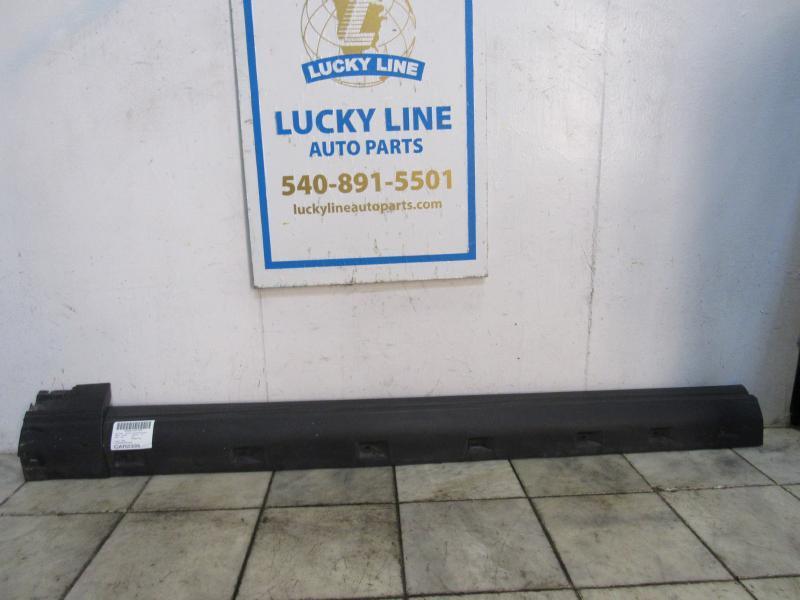 L
LUCKY LINE
LUCKY LINE
AUTO PARTS
540-891-5501
luckylineautoparts.com